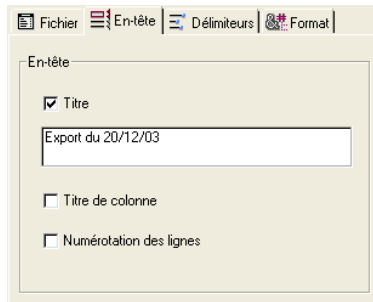 Fichier En-tête Délimiteurs Format
En-tête
Titre
Export du 20/12/03
Titre de colonne
Numérotation des lignes